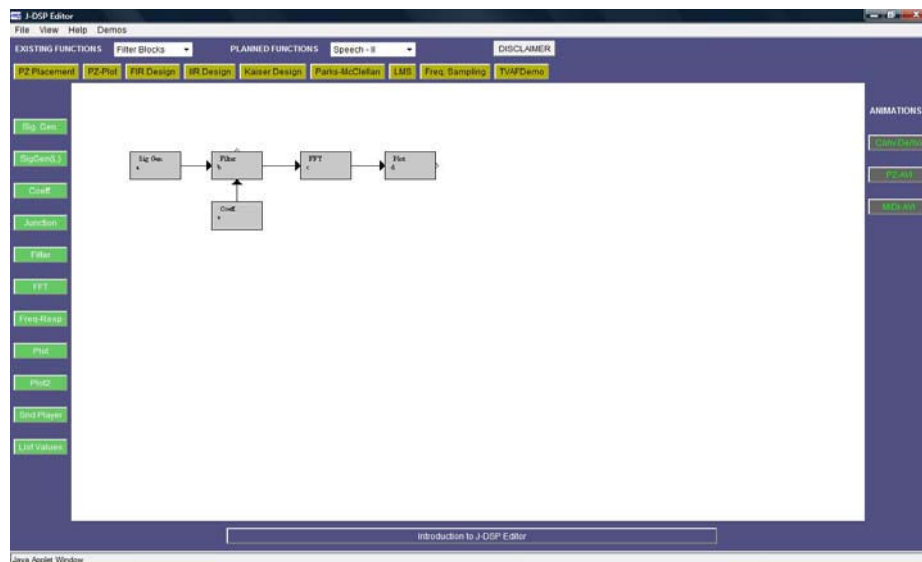 J-DSP Editor
File View Help Demos
EXISTING FUNCTIONS Filter Blocks PLANNED FUNCTIONS Speech - II DISCLAIMER
PZ Placement PZ-Plot FIR Design IIR Design Kaiser Design Parks-McClellan LMS Freq. Sampling TVAFDemo
ANIMATIONS
Sig. Gen.
SigGen(L)
Coeff
Junction
Filter
FFT
Freq-Resp
Plot
Plot2
Snd Player
List Values
Sig Gen
a
Filter
b
FFT
c
Plot
d
Coeff
PZ-AVI
MIDI-AVI
Introduction to J-DSP Editor
Java Applet Window